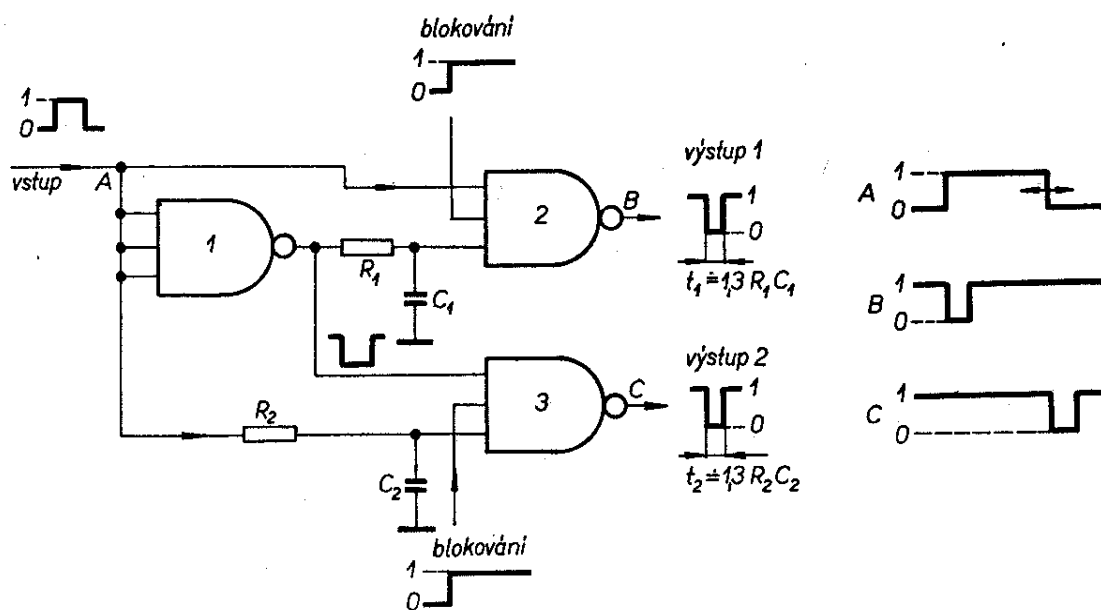 blokování
1
0
1
0
vstup
A
1
R1
C1
2
B
výstup 1
1
0
t1 ≐ 1,3 R1C1
A
1
0
B
1
0
R2
C2
3
C
výstup 2
1
0
t2 ≐ 1,3 R2C2
C
1
0
blokování
1
0